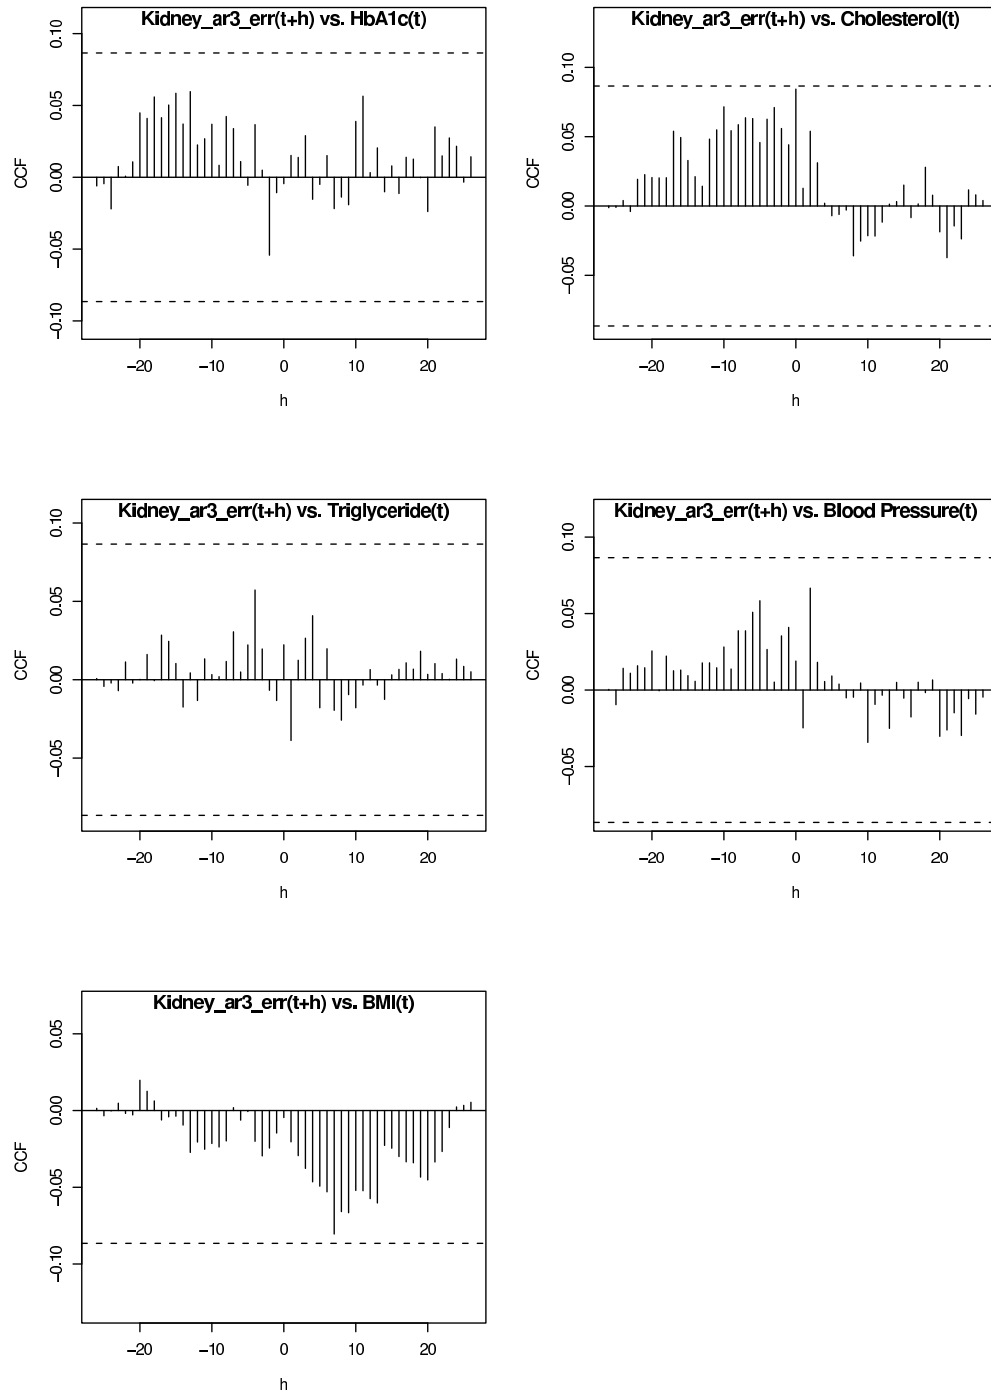 Kidney_ar3_err(t+h) vs. HbA1c(t)
CCF
0.10
0.05
0.00
−0.05
−0.10
−20 −10 0 10 20
h
Kidney_ar3_err(t+h) vs. Cholesterol(t)
CCF
0.10
0.05
0.00
−0.05
−20 −10 0 10 20
h
Kidney_ar3_err(t+h) vs. Triglyceride(t)
CCF
0.10
0.05
0.00
−0.05
−20 −10 0 10 20
h
Kidney_ar3_err(t+h) vs. Blood Pressure(t)
CCF
0.10
0.05
0.00
−0.05
−20 −10 0 10 20
h
Kidney_ar3_err(t+h) vs. BMI(t)
CCF
0.05
0.00
−0.05
−0.10
−20 −10 0 10 20
h